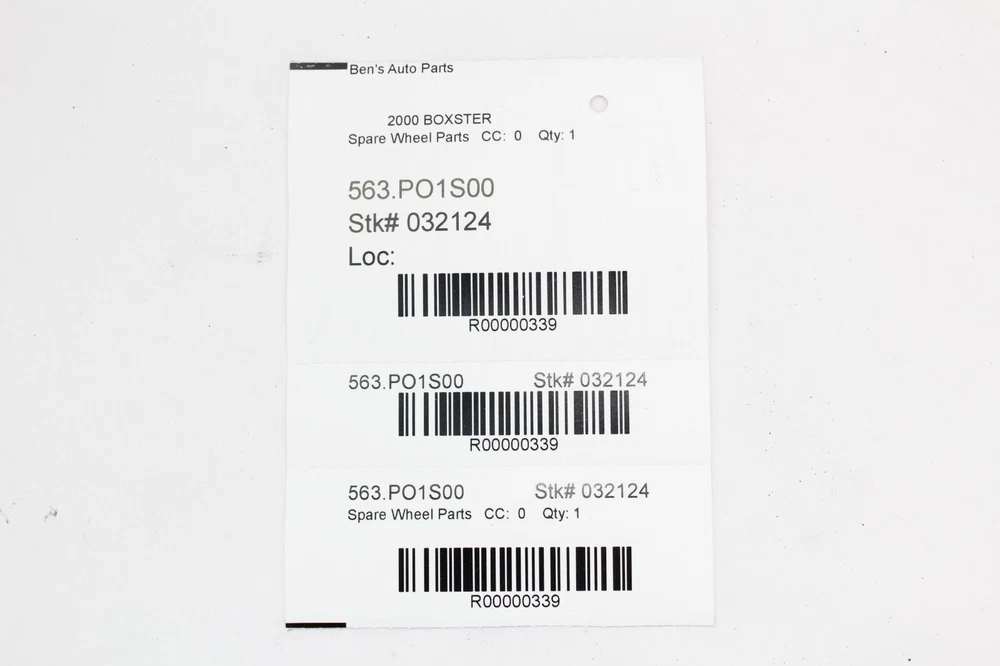 Ben's Auto Parts
2000 BOXSTER
Spare Wheel Parts CC: 0 Qty: 1
563.PO1S00
Stk# 032124
Loc:
R00000339
563.PO1S00 Stk# 032124
R00000339
563.PO1S00 Stk# 032124
Spare Wheel Parts CC: 0 Qty: 1
R00000339